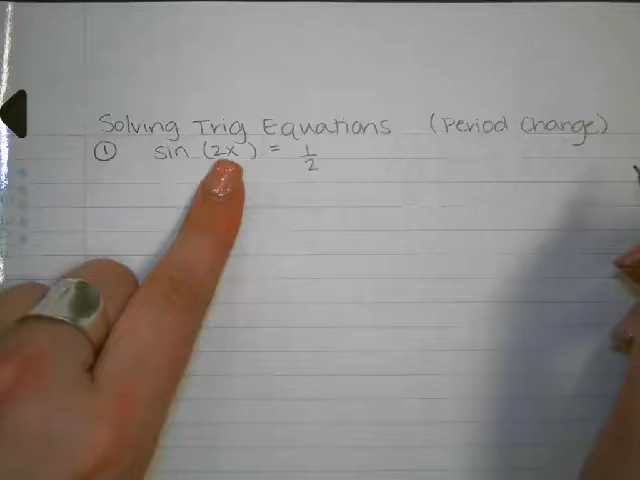 Solving Trig Equations (Period Change)
① sin (2x) = 1/2